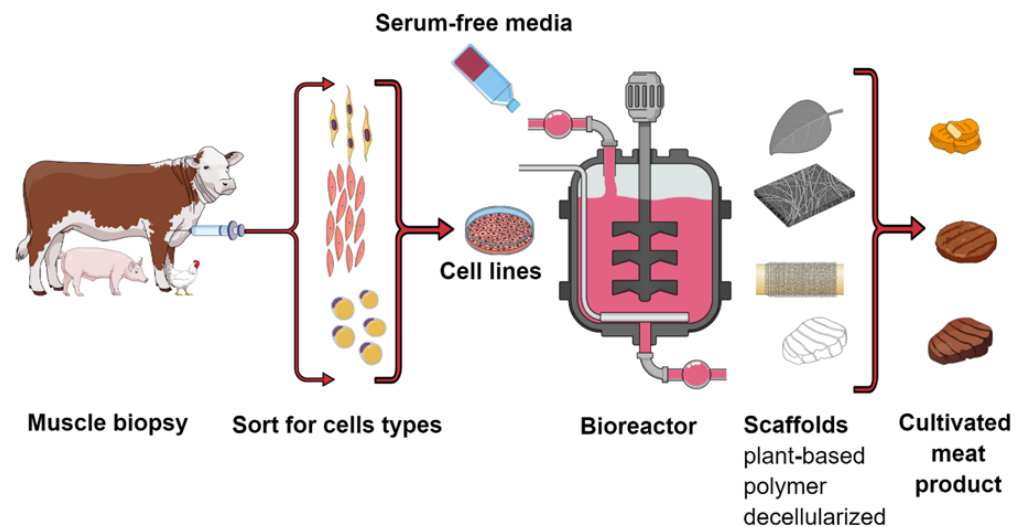 Serum-free media
Cell lines
Muscle biopsy
Sort for cells types
Bioreactor
Scaffolds
plant-based
polymer
decellularized
Cultivated
meat
product